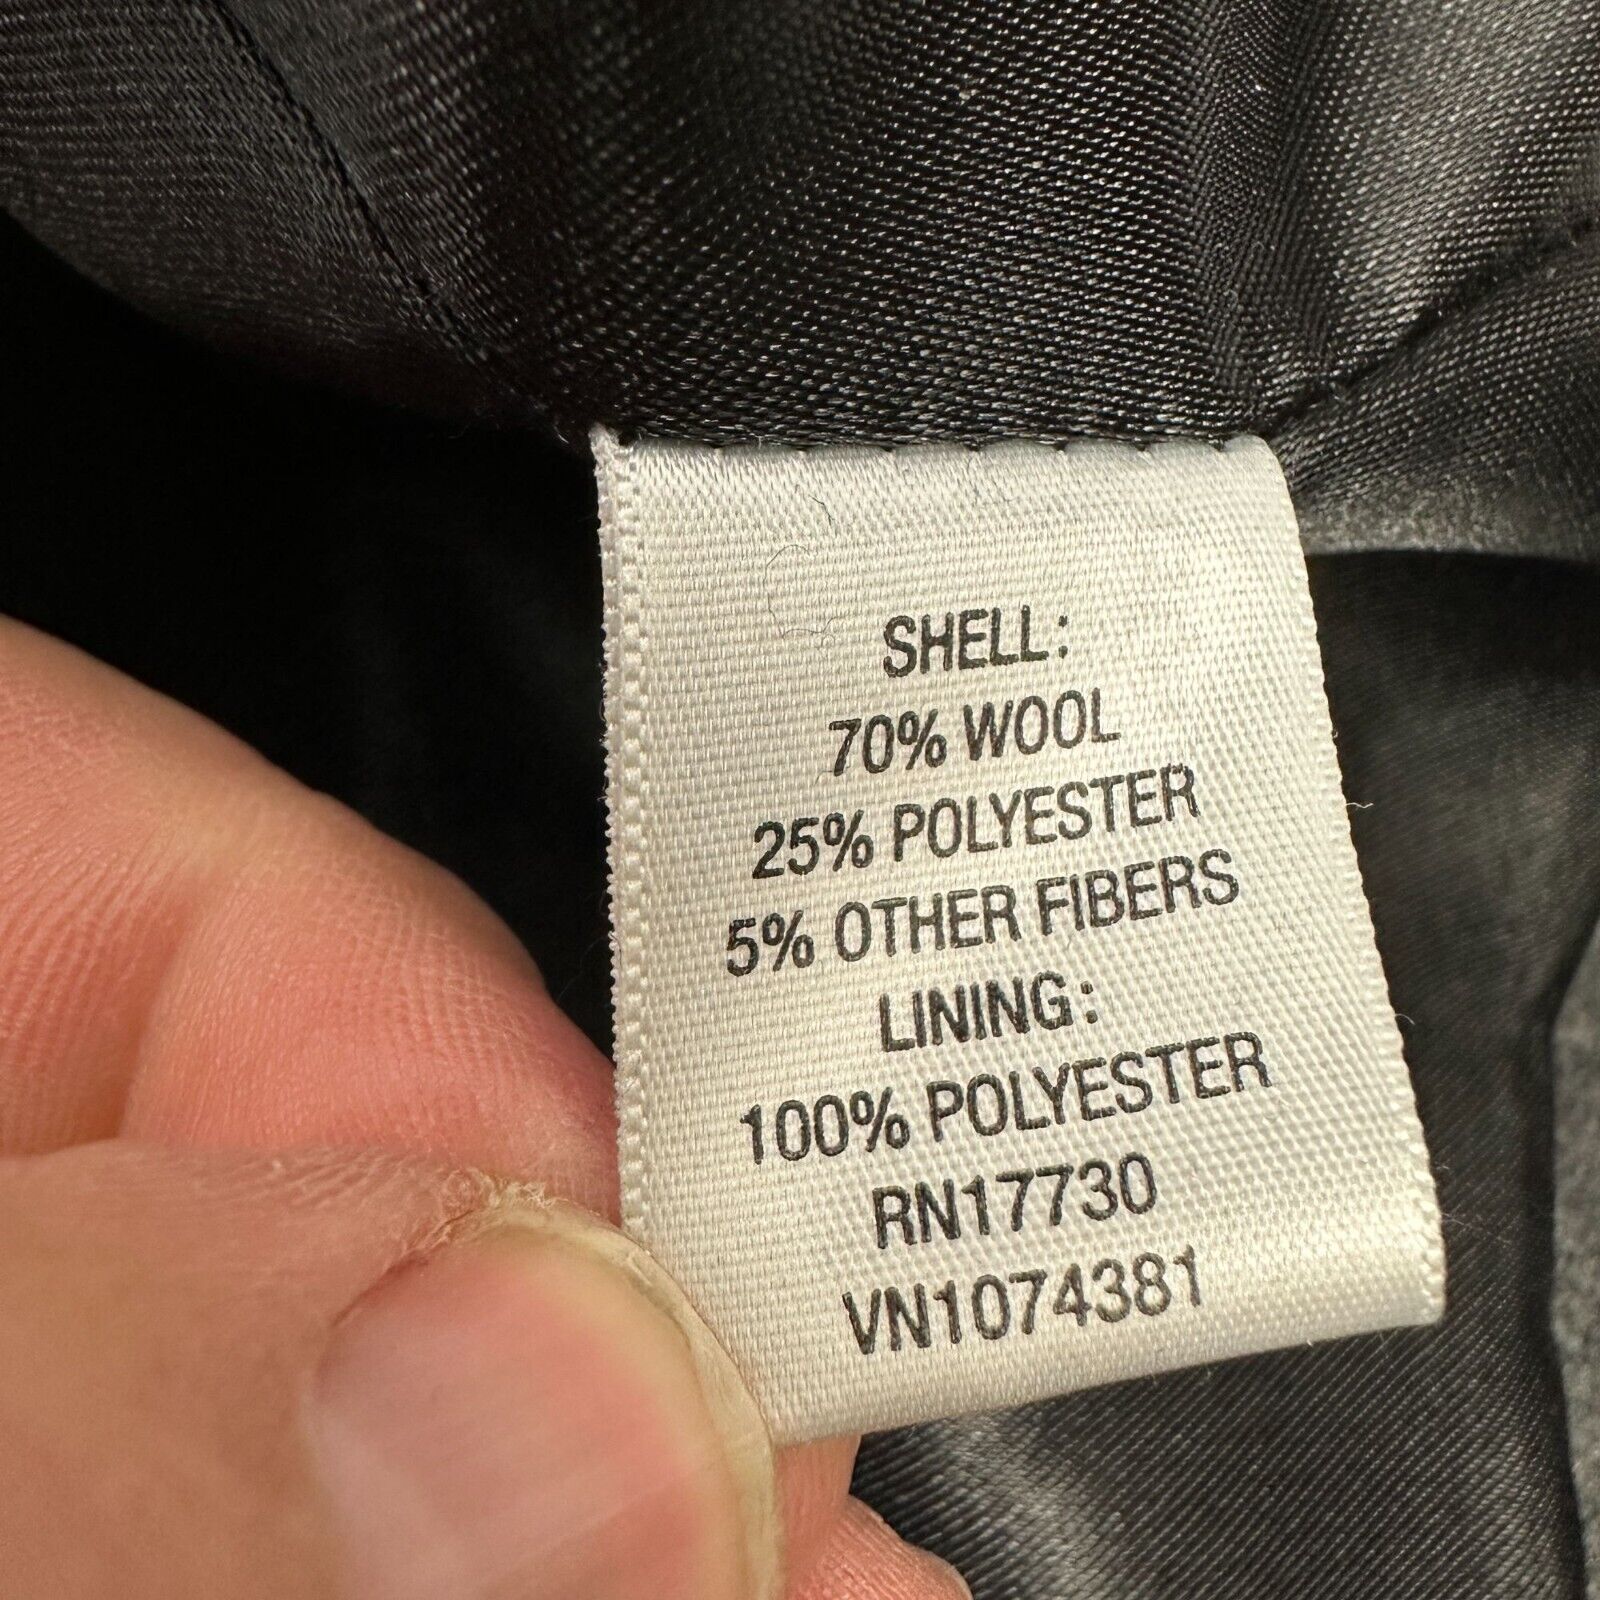 SHELL:
70% WOOL
25% POLYESTER
5% OTHER FIBERS
LINING:
100% POLYESTER
RN17730
VN1074381